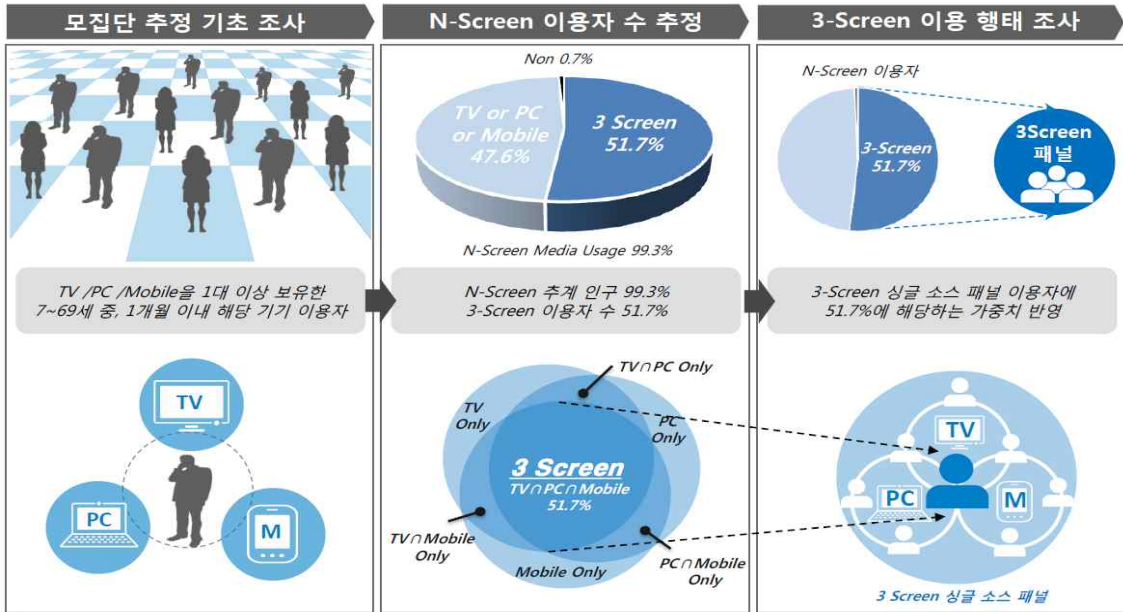 모집단 추정 기초 조사
TV /PC /Mobile을 1대 이상 보유한
7~69세 중, 1개월 이내 해당 기기 이용자
TV
PC
M
N-Screen 이용자 수 추정
Non 0.7%
TV or PC
or Mobile
47.6%
3 Screen
51.7%
N-Screen Media Usage 99.3%
N-Screen 추계 인구 99.3%
3-Screen 이용자 수 51.7%
TV∩PC Only
TV
Only
PC
Only
3 Screen
TV∩PC∩Mobile
51.7%
TV∩Mobile
Only
Mobile Only
PC∩Mobile
Only
3-Screen 이용 행태 조사
N-Screen 이용자
3-Screen
51.7%
3Screen
패널
3-Screen 싱글 소스 패널 이용자에
51.7%에 해당하는 가중치 반영
TV
PC
M
3 Screen 싱글 소스 패널